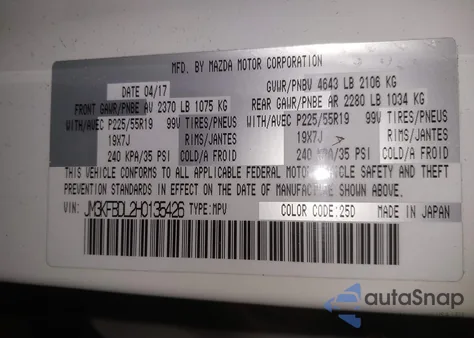 MFD. BY MAZDA MOTOR CORPORATION
DATE 04/17 GVWR/PNBV 4643 LB 2106 KG
FRONT GAWR/PNBE AV 2370 LB 1075 KG REAR GAWR/PNBE AR 2280 LB 1034 KG
WITH/AVEC P225/55R19 99V TIRES/PNEUS WITH/AVEC P225/55R19 99V TIRES/PNEUS
19X7J RIMS/JANTES 19X7J RIMS/JANTES
240 KPA/35 PSI COLD/A FROID 240 KPA/35 PSI COLD/A FROID
THIS VEHICLE CONFORMS TO ALL APPLICABLE FEDERAL MOTOR VEHICLE SAFETY AND THEFT
PREVENTION STANDARDS IN EFFECT ON THE DATE OF MANUFACTURE SHOWN ABOVE.
VIN: JM3KFBDL2H0135426 TYPE:MPV COLOR CODE:25D MADE IN JAPAN
autoSnap